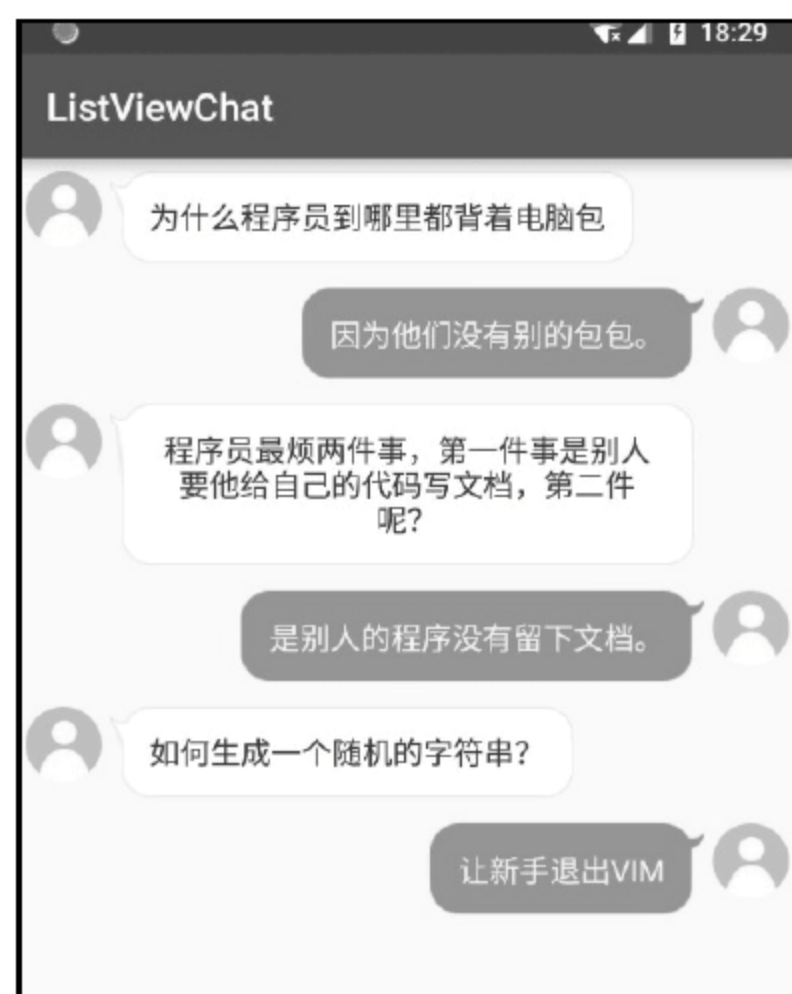 18:29
ListViewChat
为什么程序员到哪里都背着电脑包
因为他们没有别的包包。
程序员最烦两件事，第一件事是别人
要他给自己的代码写文档，第二件
呢？
是别人的程序没有留下文档。
如何生成一个随机的字符串？
让新手退出VIM